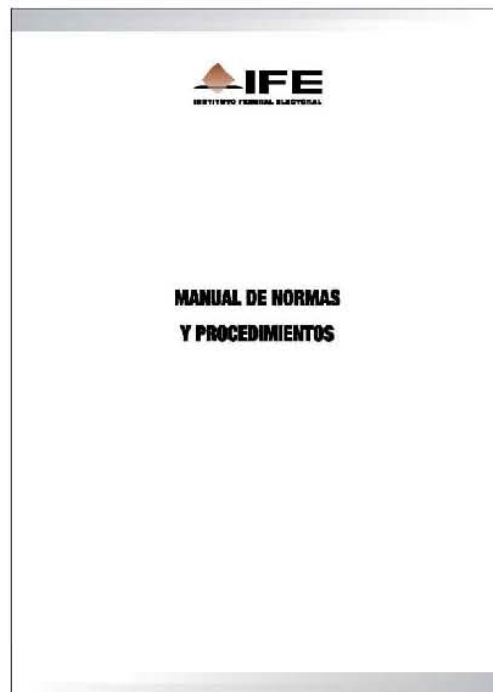 IFE
INSTITUTO FEDERAL ELECTORAL
MANUAL DE NORMAS
Y PROCEDIMIENTOS